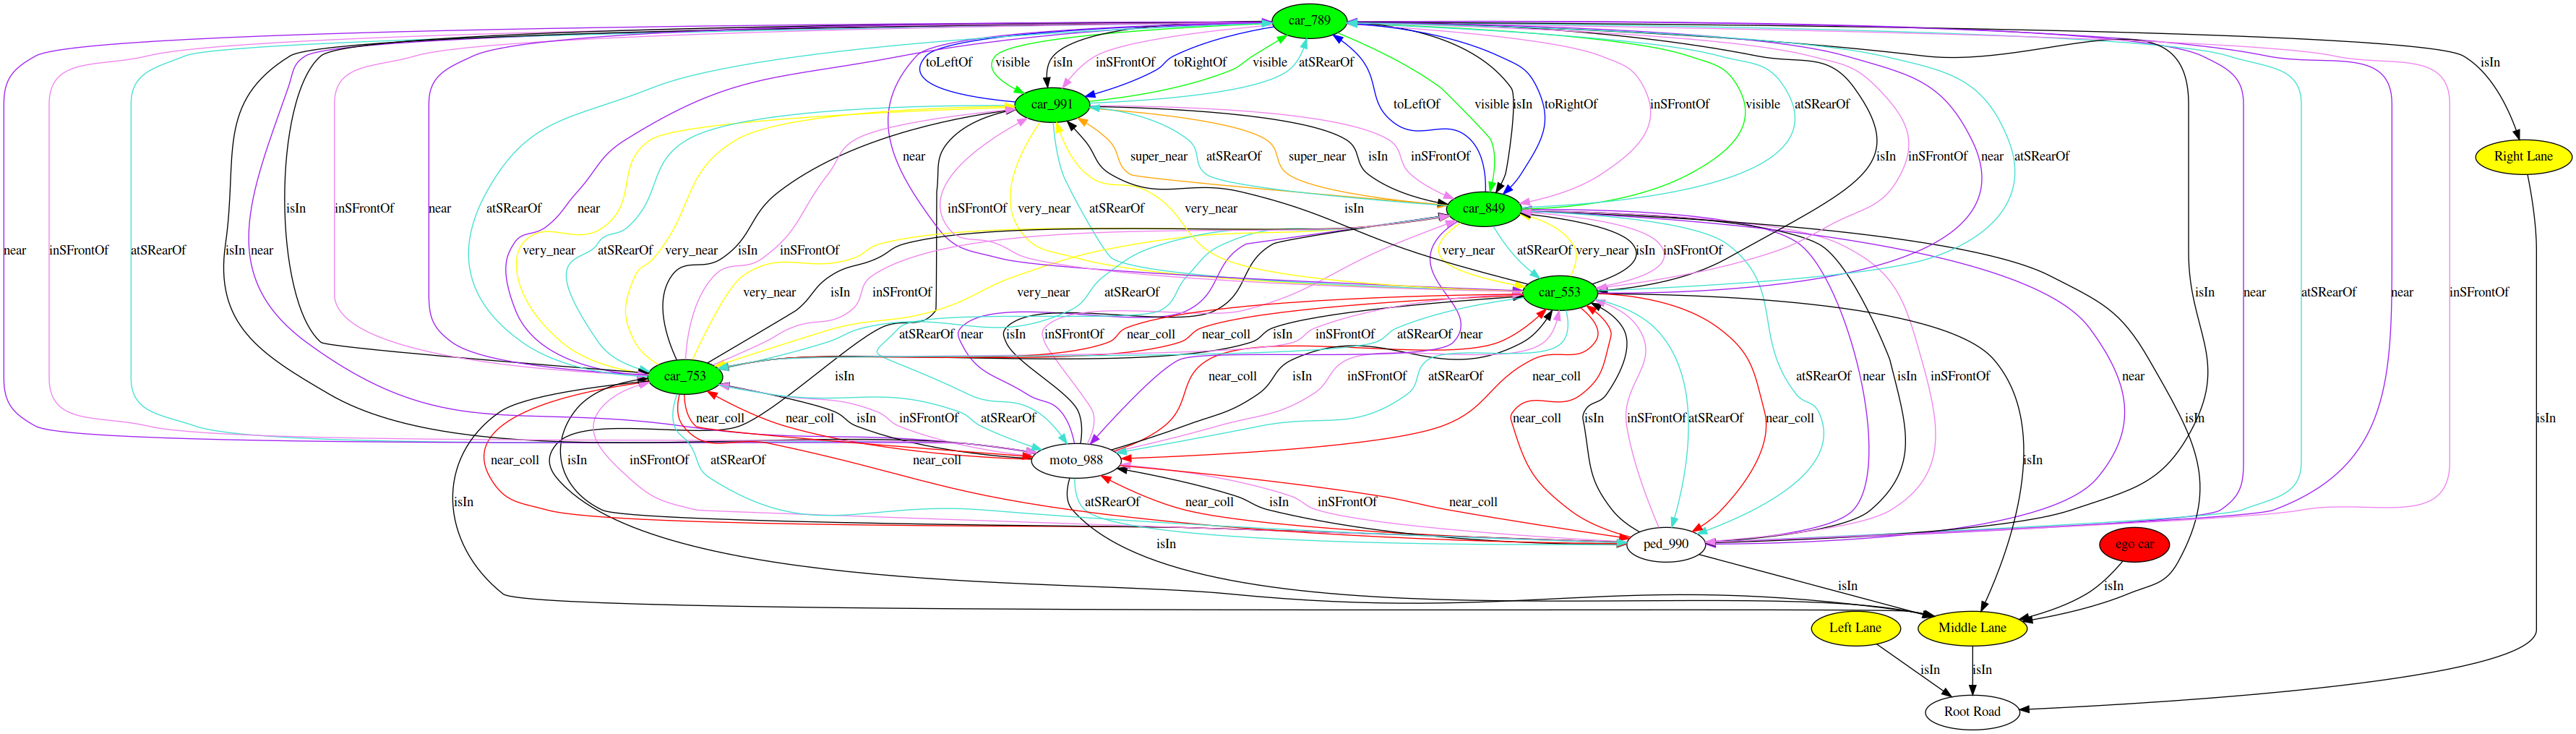 car_789
toLeftOf visible isIn inSFrontOf toRightOf visible atSRearOf isIn
car_991
toLeftOf visible isIn toRightOf inSFrontOf visible atSRearOf
near super_near atSRearOf super_near isIn inSFrontOf isIn inSFrontOf near atSRearOf Right Lane
isIn inSFrontOf near atSRearOf near inSFrontOf very_near atSRearOf very_near isIn car_849
near inSFrontOf atSRearOf isIn near very_near atSRearOf very_near isIn inSFrontOf very_near atSRearOf very_near isIn inSFrontOf
very_near isIn inSFrontOf very_near atSRearOf car_553 isIn near atSRearOf near inSFrontOf
atSRearOf near isIn inSFrontOf near_coll near_coll isIn inSFrontOf atSRearOf near
car_753 isIn near_coll isIn inSFrontOf atSRearOf near_coll atSRearOf near isIn inSFrontOf near
near_coll near_coll isIn inSFrontOf atSRearOf near_coll isIn inSFrontOf atSRearOf near_coll isIn isIn
near_coll isIn inSFrontOf atSRearOf near_coll moto_988 isIn
isIn atSRearOf near_coll isIn inSFrontOf near_coll
isIn ped_990 ego car
isIn isIn
Left Lane Middle Lane
isIn isIn
Root Road